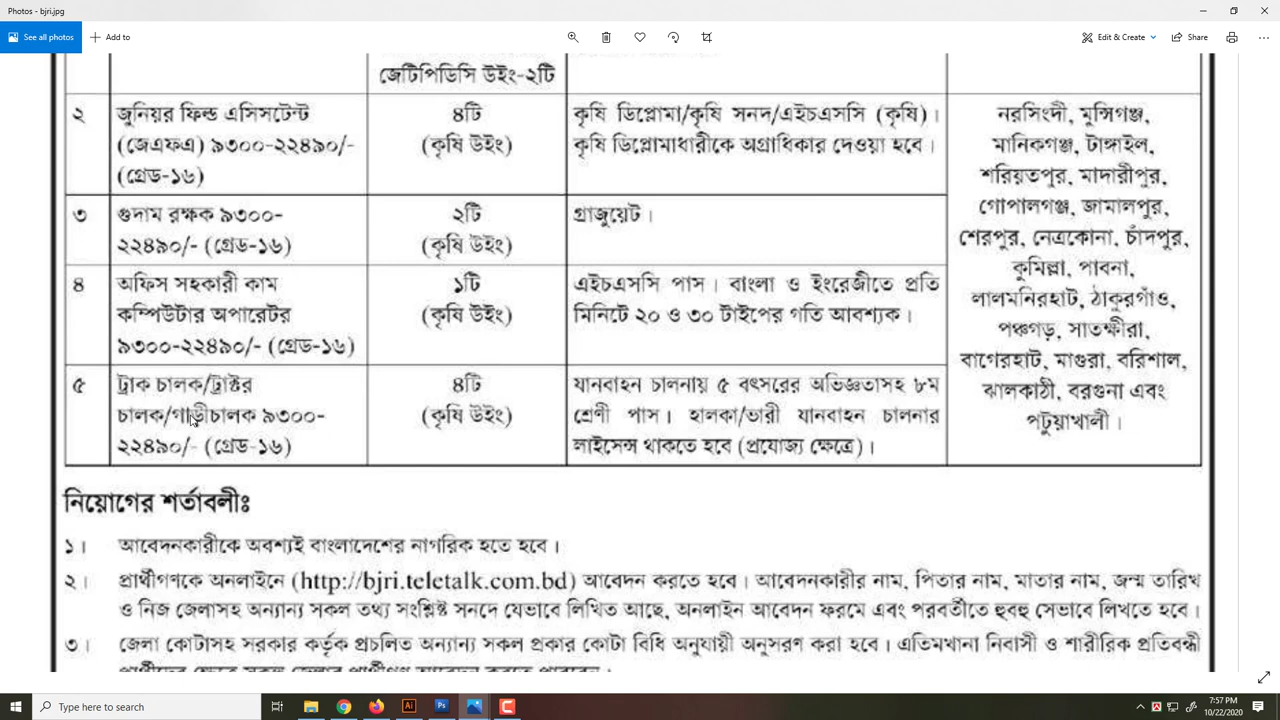 Photos - bjri.jpg
See all photos
Add to
Edit & Create
Share
জেটিপিডিসি উইং-২টি
২
জুনিয়র ফিল্ড এসিসটেন্ট
(জেএফএ) ৯৩০০-২২৪৯০/-
(গ্রেড-১৬)
৪টি
(কৃষি উইং)
কৃষি ডিপ্লোমা/কৃষি সনদ/এইচএসসি (কৃষি)।
কৃষি ডিপ্লোমাধারীকে অগ্রাধিকার দেওয়া হবে।
৩
গুদাম রক্ষক ৯৩০০-
২২৪৯০/- (গ্রেড-১৬)
২টি
(কৃষি উইং)
গ্রাজুয়েট।
৪
অফিস সহকারী কাম
কম্পিউটার অপারেটর
৯৩০০-২২৪৯০/- (গ্রেড-১৬)
১টি
(কৃষি উইং)
এইচএসসি পাস। বাংলা ও ইংরেজীতে প্রতি
মিনিটে ২০ ও ৩০ টাইপের গতি আবশ্যক।
৫
ট্রাক চালক/ট্রাক্টর
চালক/গাড়ীচালক ৯৩০০-
২২৪৯০/- (গ্রেড-১৬)
৪টি
(কৃষি উইং)
যানবাহন চালনায় ৫ বৎসরের অভিজ্ঞতাসহ ৮ম
শ্রেণী পাস। হালকা/ভারী যানবাহন চালনার
লাইসেন্স থাকতে হবে (প্রযোজ্য ক্ষেত্রে)।
নরসিংদী, মুন্সিগঞ্জ,
মানিকগঞ্জ, টাঙ্গাইল,
শরিয়তপুর, মাদারীপুর,
গোপালগঞ্জ, জামালপুর,
শেরপুর, নেত্রকোনা, চাঁদপুর,
কুমিল্লা, পাবনা,
লালমনিরহাট, ঠাকুরগাঁও,
পঞ্চগড়, সাতক্ষীরা,
বাগেরহাট, মাগুরা, বরিশাল,
ঝালকাঠী, বরগুনা এবং
পটুয়াখালী।
নিয়োগের শর্তাবলীঃ
১। আবেদনকারীকে অবশ্যই বাংলাদেশের নাগরিক হতে হবে।
২। প্রার্থীগণকে অনলাইনে (http://bjri.teletalk.com.bd) আবেদন করতে হবে। আবেদনকারীর নাম, পিতার নাম, মাতার নাম, জন্ম তারিখ
ও নিজ জেলাসহ অন্যান্য সকল তথ্য সংশ্লিষ্ট সনদে যেভাবে লিখিত আছে, অনলাইন আবেদন ফরমে এবং পরবর্তীতে হুবহু সেভাবে লিখতে হবে।
৩। জেলা কোটাসহ সরকার কর্তৃক প্রচলিত অন্যান্য সকল প্রকার কোটা বিধি অনুযায়ী অনুসরণ করা হবে। এতিমখানা নিবাসী ও শারীরিক প্রতিবন্ধী
Type here to search
7:57 PM
10/22/2020